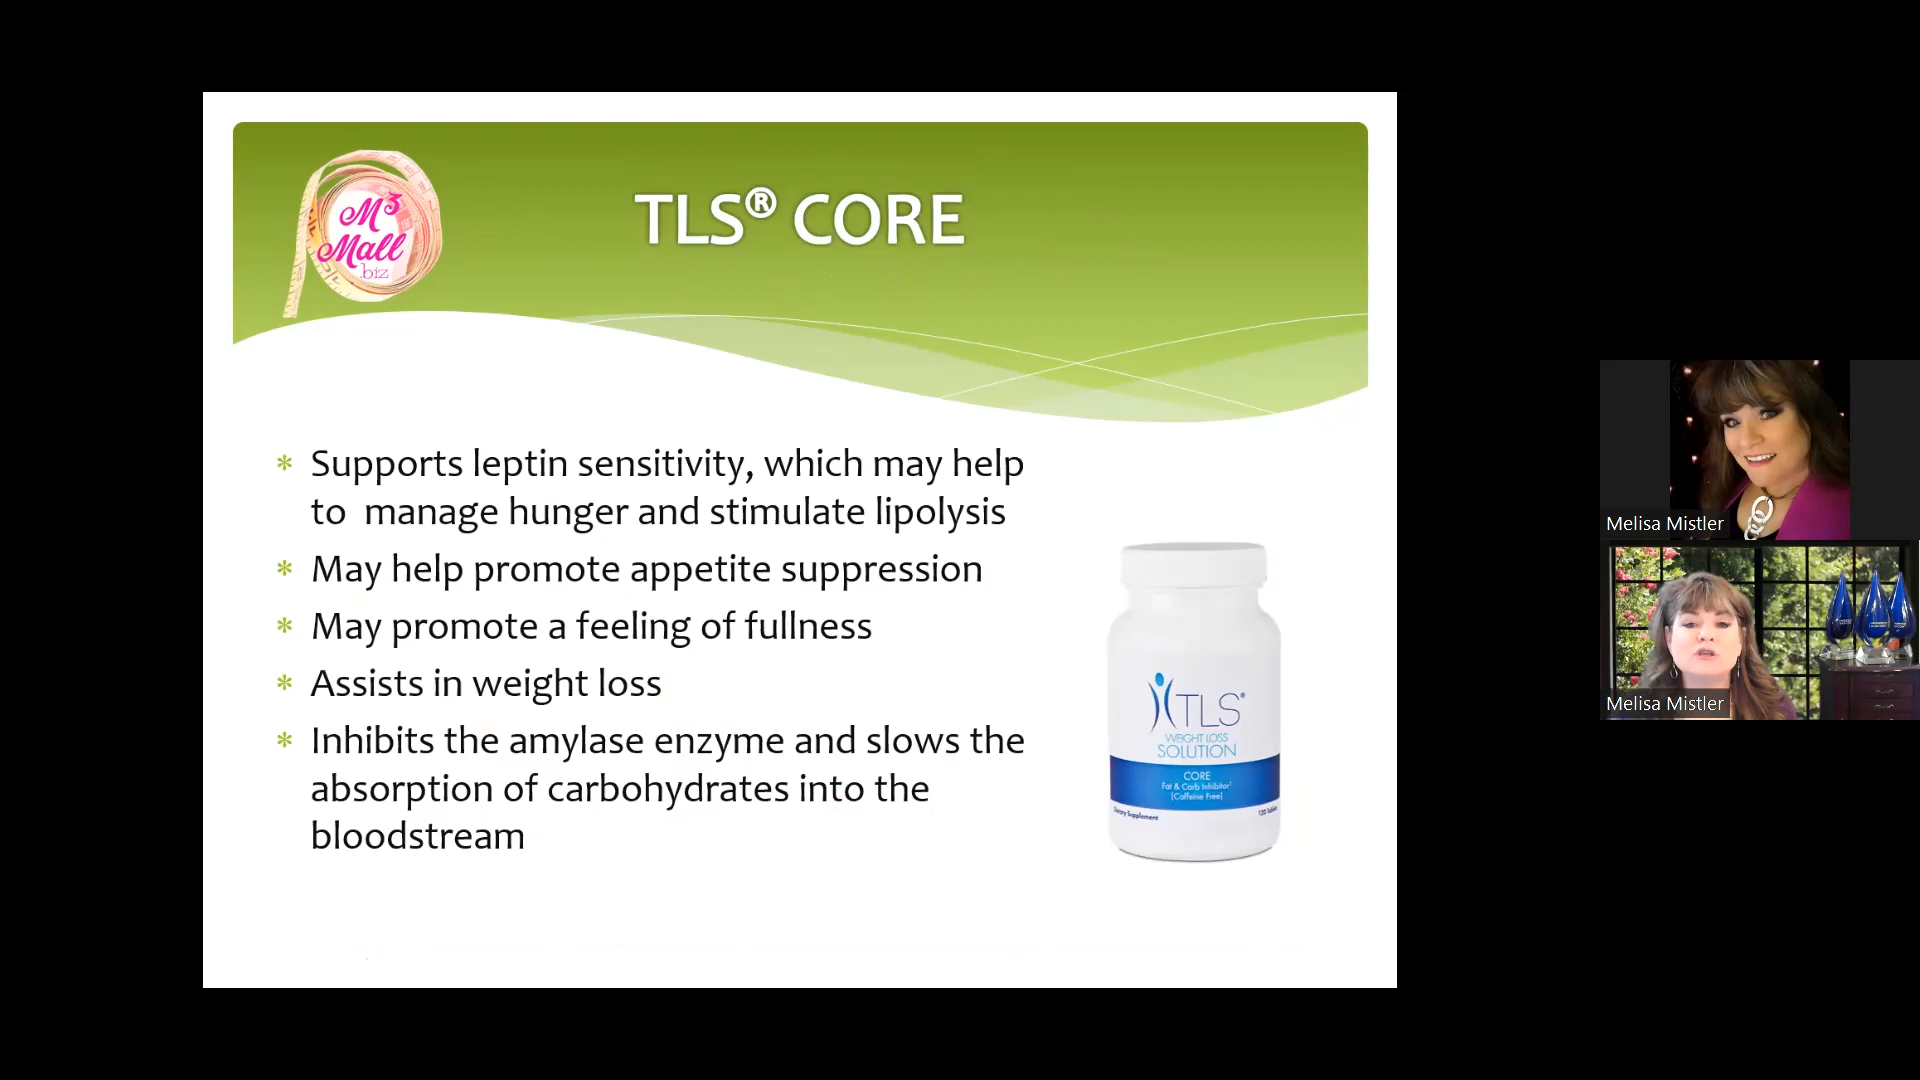 M³
Mall
.biz
TLS® CORE
* Supports leptin sensitivity, which may help
to  manage hunger and stimulate lipolysis
* May help promote appetite suppression
* May promote a feeling of fullness
* Assists in weight loss
* Inhibits the amylase enzyme and slows the
absorption of carbohydrates into the
bloodstream
TLS®
WEIGHT LOSS
SOLUTION
CORE
Fat & Carb Inhibitor†
(Caffeine Free)
Dietary Supplement
120 Tablets
Melisa Mistler
Melisa Mistler